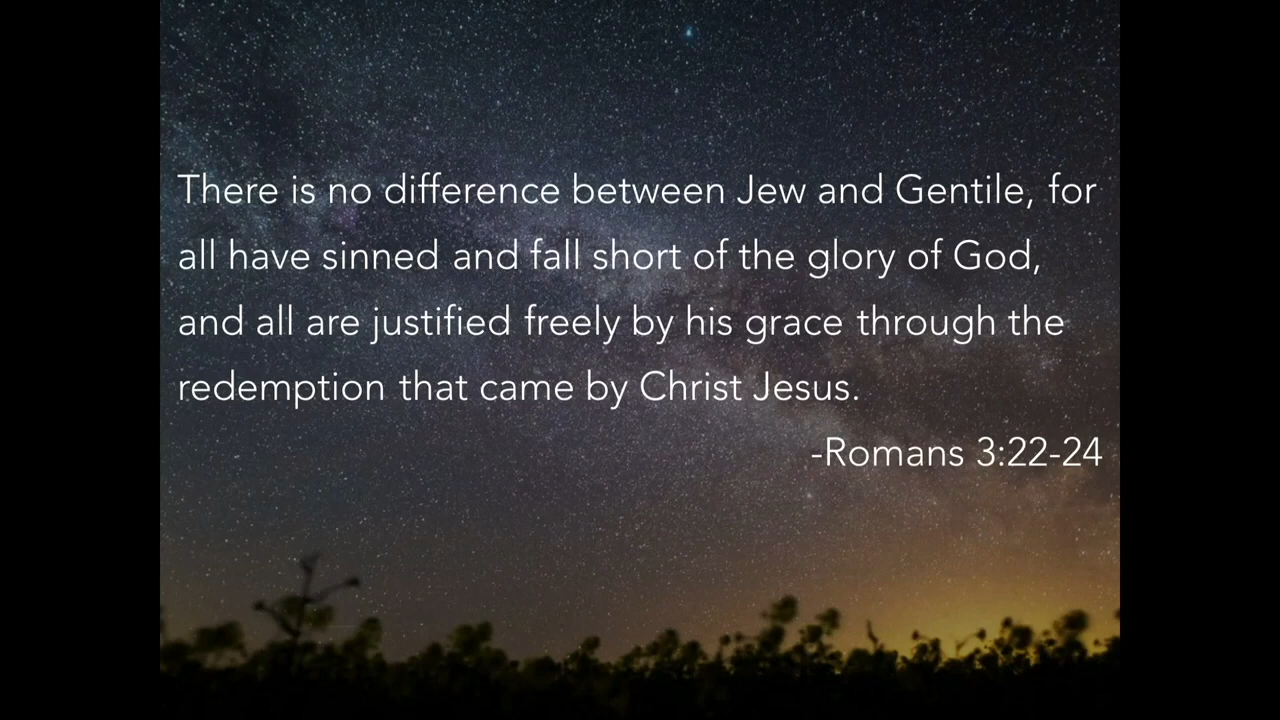 There is no difference between Jew and Gentile, for
all have sinned and fall short of the glory of God,
and all are justified freely by his grace through the
redemption that came by Christ Jesus.
-Romans 3:22-24